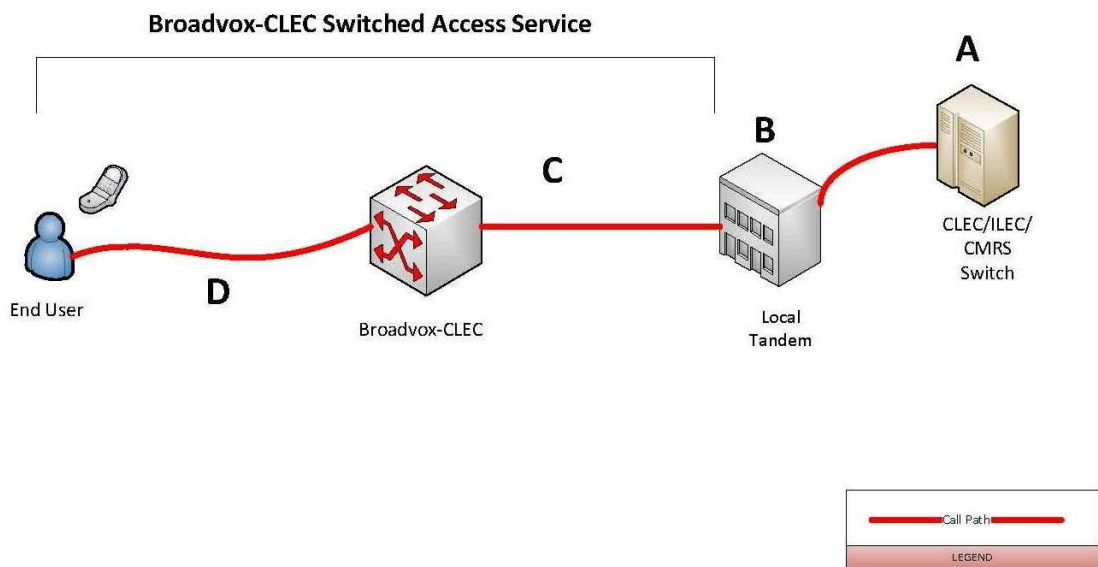 Broadvox-CLEC Switched Access Service
A
B
C
CLEC/ILEC/
CMRS
Switch
D
End User
Broadvox-CLEC
Local
Tandem
Call Path
LEGEND